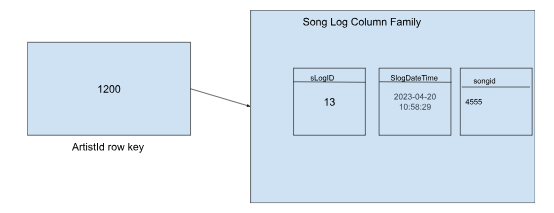 Song Log Column Family
1200
ArtistId row key
sLogID
13
SlogDateTime
2023-04-20
10:58:29
songid
4555